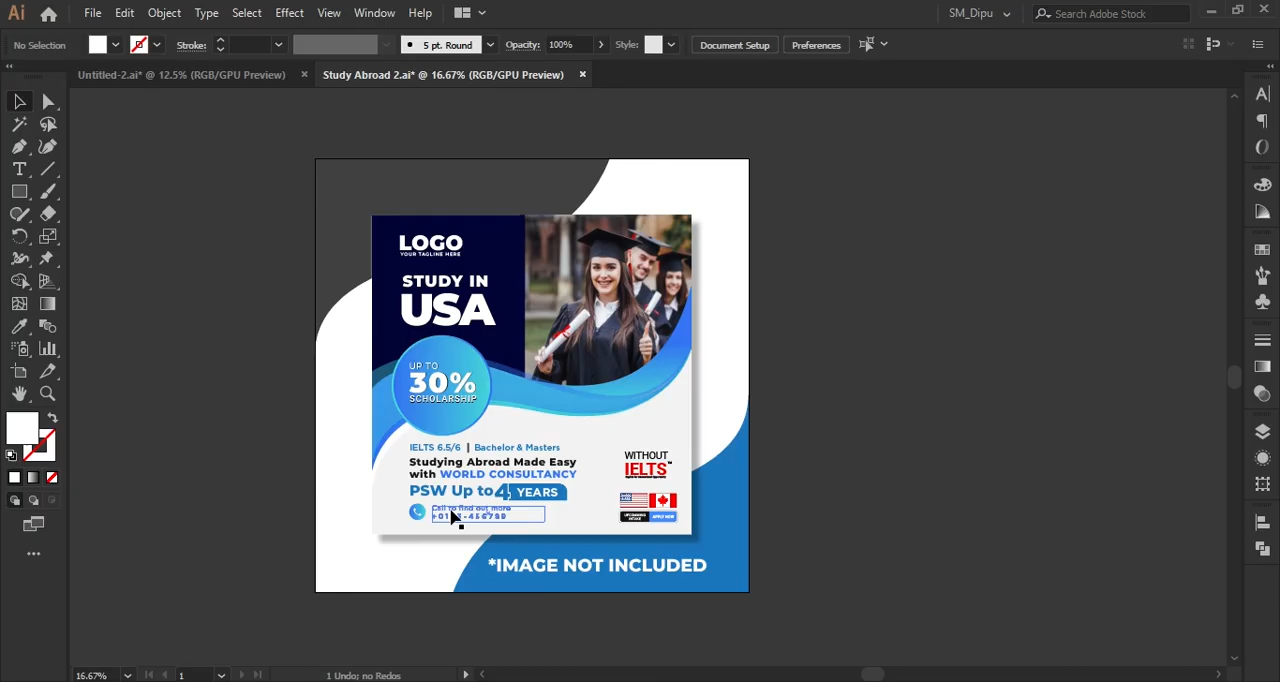 Ai File Edit Object Type Select Effect View Window Help SM_Dipu Search Adobe Stock
No Selection Stroke: 5 pt. Round Opacity: 100% Style: Document Setup Preferences
Untitled-2.ai* @ 12.5% (RGB/GPU Preview) × Study Abroad 2.ai* @ 16.67% (RGB/GPU Preview) ×
LOGO
YOUR TAGLINE HERE
STUDY IN
USA
UP TO
30%
SCHOLARSHIP
IELTS 6.5/6 | Bachelor & Masters
Studying Abroad Made Easy
with WORLD CONSULTANCY
PSW Up to 4 YEARS
Call to find out more
WITHOUT
IELTS™
APPLY NOW
*IMAGE NOT INCLUDED
16.67% 1 1 Undo; no Redos